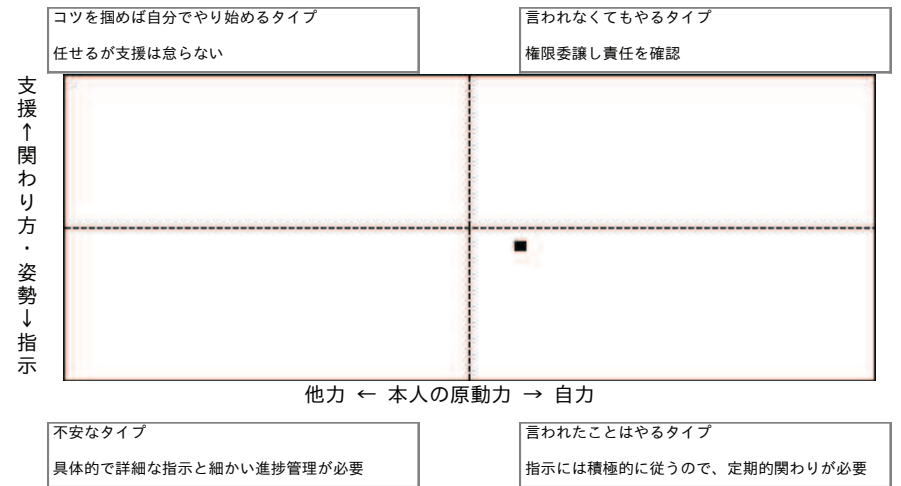 コツを掴めば自分でやり始めるタイプ
任せるが支援は怠らない
言われなくてもやるタイプ
権限委譲し責任を確認
支援↑関わり方・姿勢↓指示
他力 ← 本人の原動力 → 自力
不安なタイプ
具体的で詳細な指示と細かい進捗管理が必要
言われたことはやるタイプ
指示には積極的に従うので、定期的関わりが必要